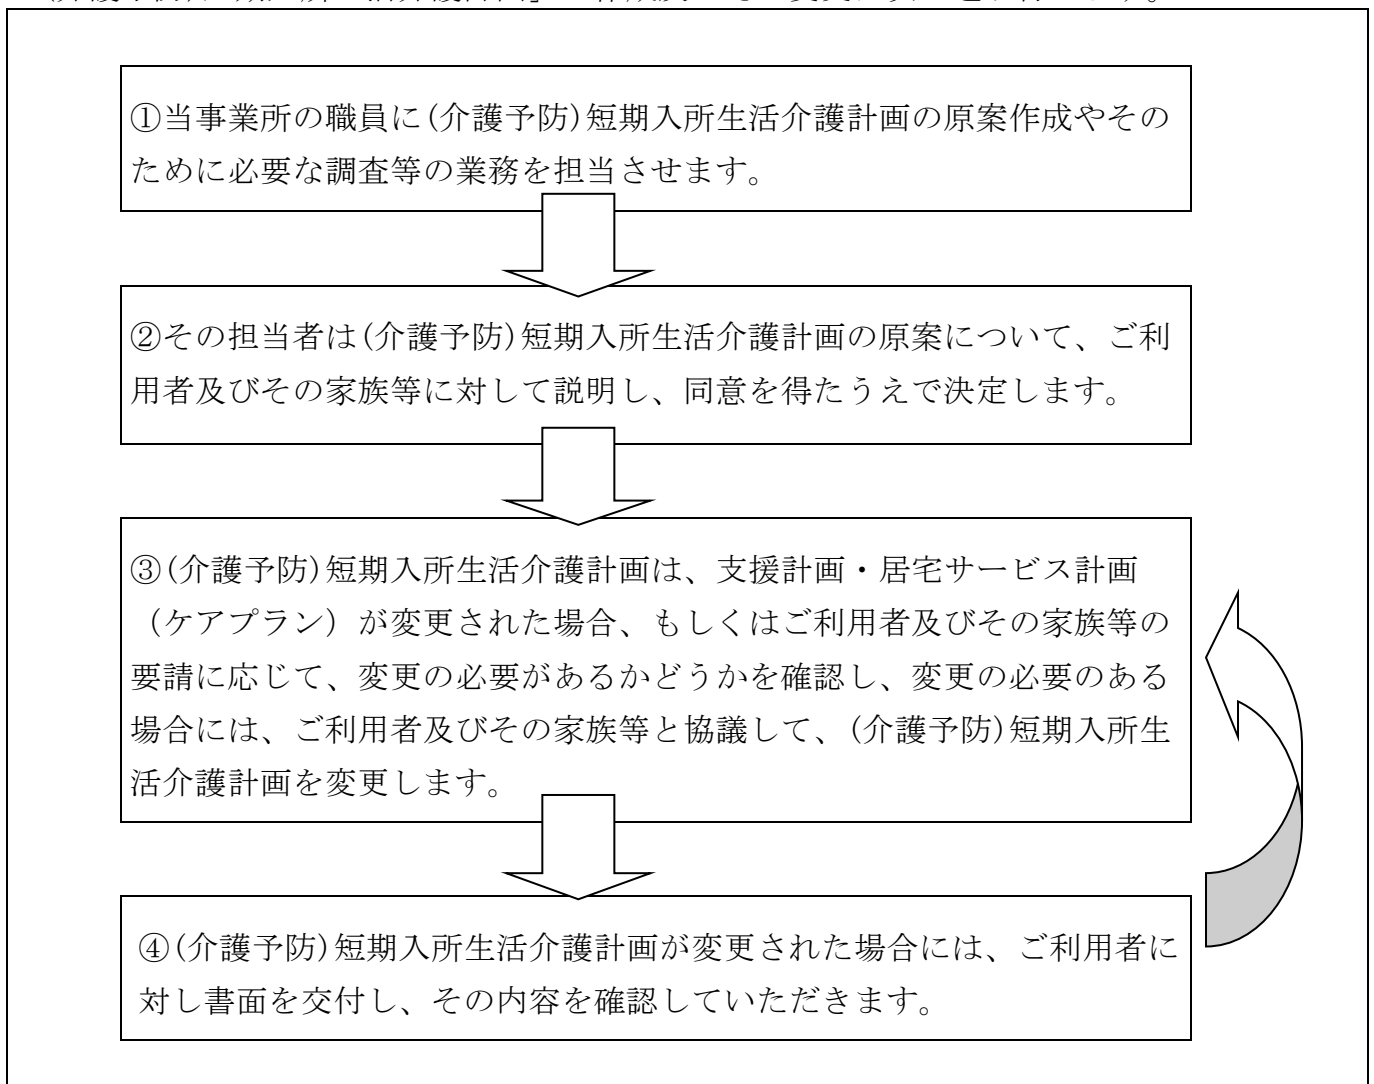 ①当事業所の職員に(介護予防)短期入所生活介護計画の原案作成やその
ために必要な調査等の業務を担当させます。
②その担当者は(介護予防)短期入所生活介護計画の原案について、ご利
用者及びその家族等に対して説明し、同意を得たうえで決定します。
③(介護予防)短期入所生活介護計画は、支援計画・居宅サービス計画
（ケアプラン）が変更された場合、もしくはご利用者及びその家族等の
要請に応じて、変更の必要があるかどうかを確認し、変更の必要のある
場合には、ご利用者及びその家族等と協議して、(介護予防)短期入所生
活介護計画を変更します。
④(介護予防)短期入所生活介護計画が変更された場合には、ご利用者に
対し書面を交付し、その内容を確認していただきます。